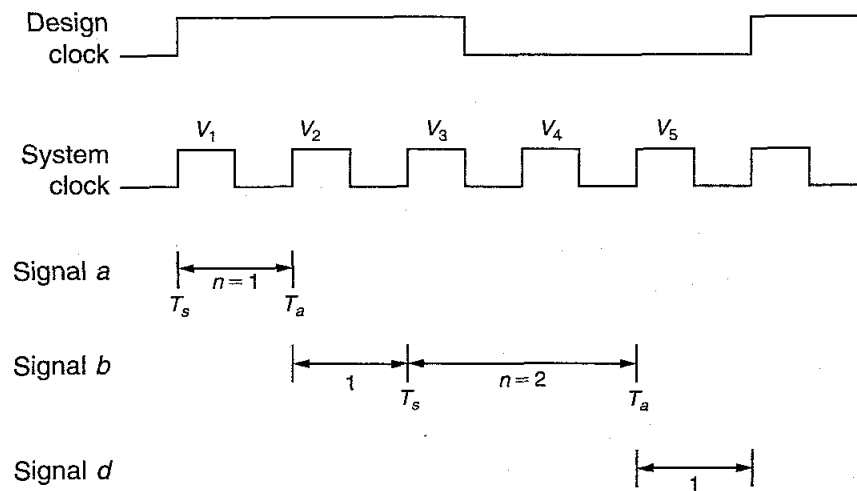 Design
clock
V1 V2 V3 V4 V5
System
clock
Signal a
n = 1
Ts Ta
Signal b
1 n = 2
Ts Ta
Signal d
1